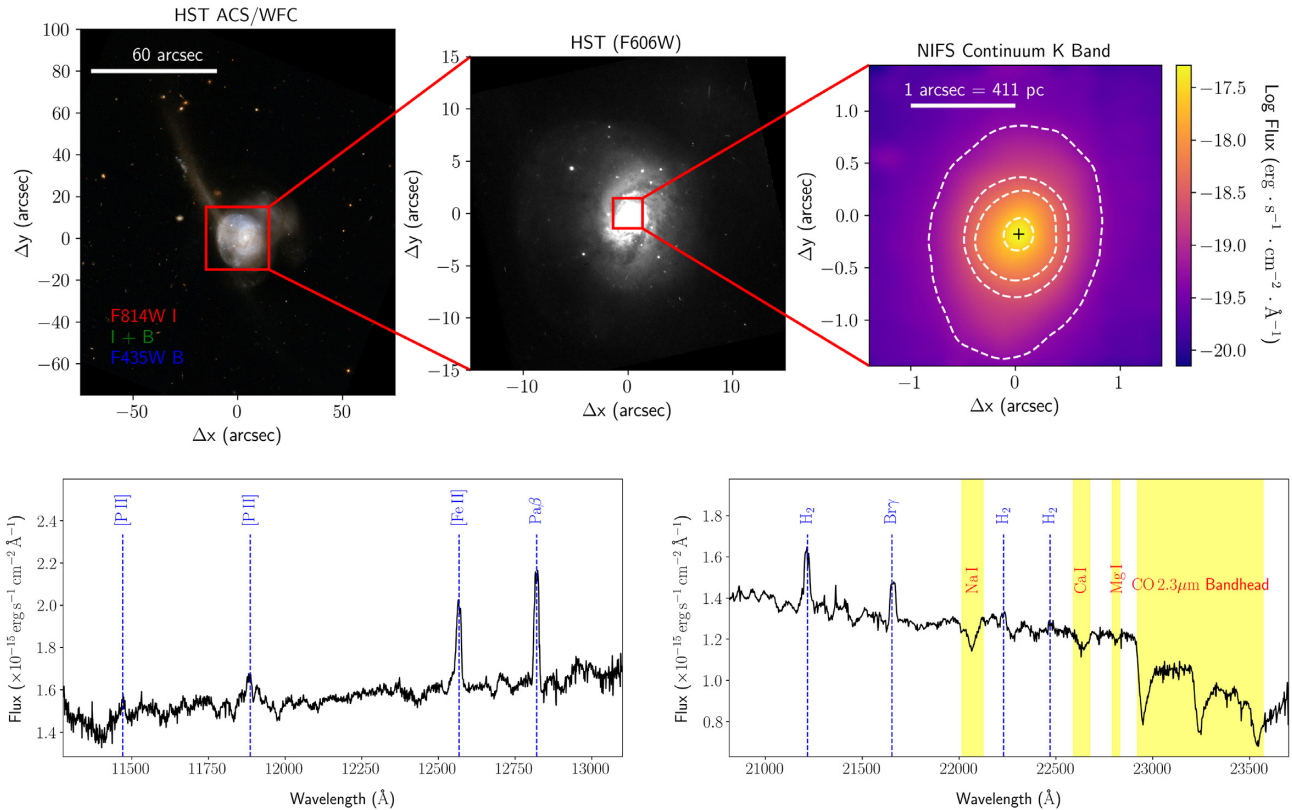 HST ACS/WFC
60 arcsec
100
80
60
40
20
0
−20
−40
−60
Δy (arcsec)
F814W I
I + B
F435W B
−50
0
50
Δx (arcsec)
HST (F606W)
15
10
5
0
−5
−10
−15
Δy (arcsec)
−10
0
10
Δx (arcsec)
NIFS Continuum K Band
1 arcsec = 411 pc
1.0
0.5
0.0
−0.5
−1.0
Δy (arcsec)
−1
0
1
Δx (arcsec)
−17.5
−18.0
−18.5
−19.0
−19.5
−20.0
Log Flux (erg · s⁻¹ · cm⁻² · Å⁻¹)
[P II]
[P II]
[Fe II]
Paβ
2.4
2.2
2.0
1.8
1.6
1.4
Flux (×10⁻¹⁵ erg s⁻¹ cm⁻² Å⁻¹)
11500
11750
12000
12250
12500
12750
13000
Wavelength (Å)
H₂
Brγ
Na I
H₂
H₂
Ca I
Mg I
CO 2.3μm Bandhead
1.8
1.6
1.4
1.2
1.0
0.8
Flux (×10⁻¹⁵ erg s⁻¹ cm⁻² Å⁻¹)
21000
21500
22000
22500
23000
23500
Wavelength (Å)